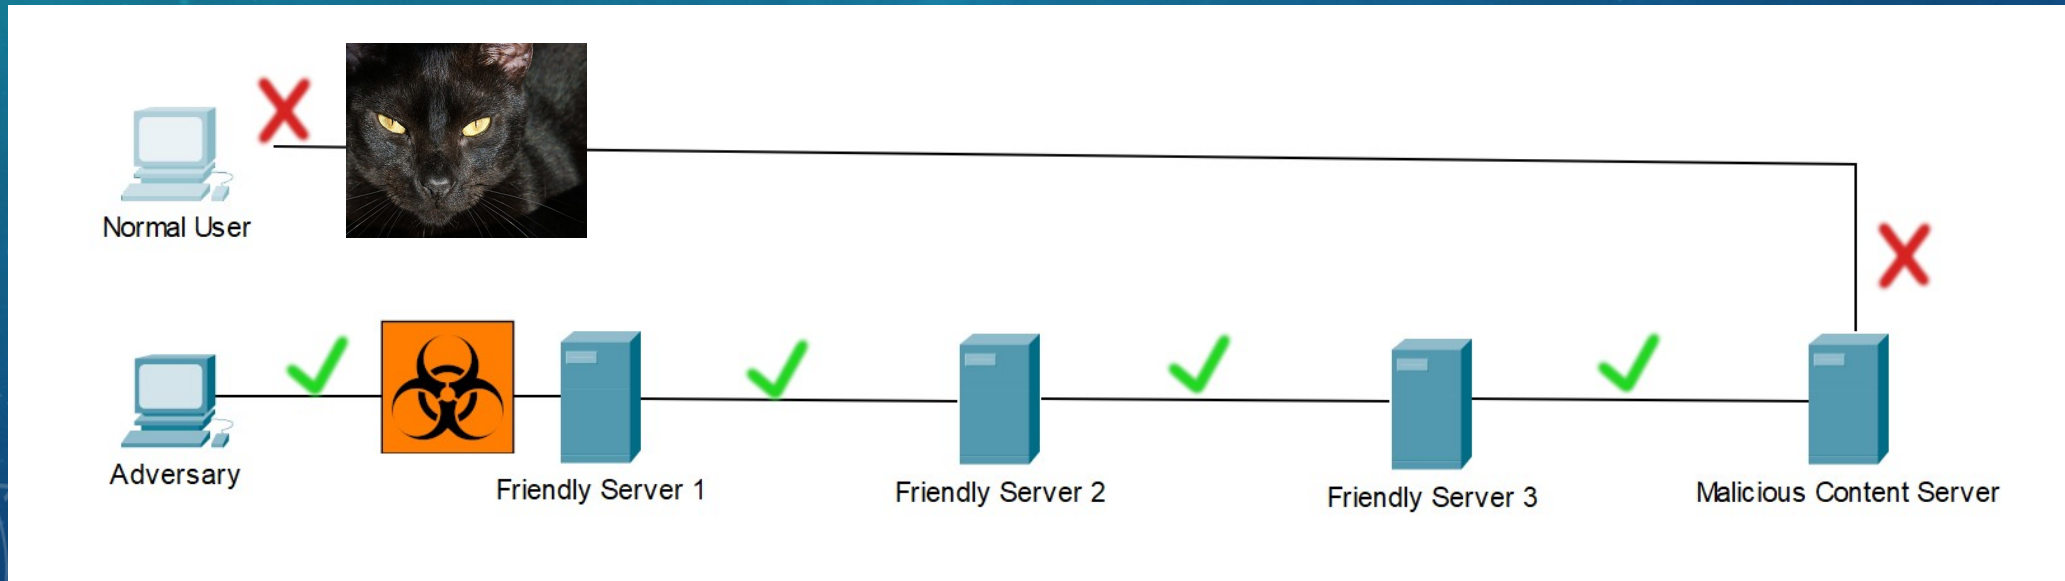 Normal User
Adversary
Friendly Server 1
Friendly Server 2
Friendly Server 3
Malicious Content Server